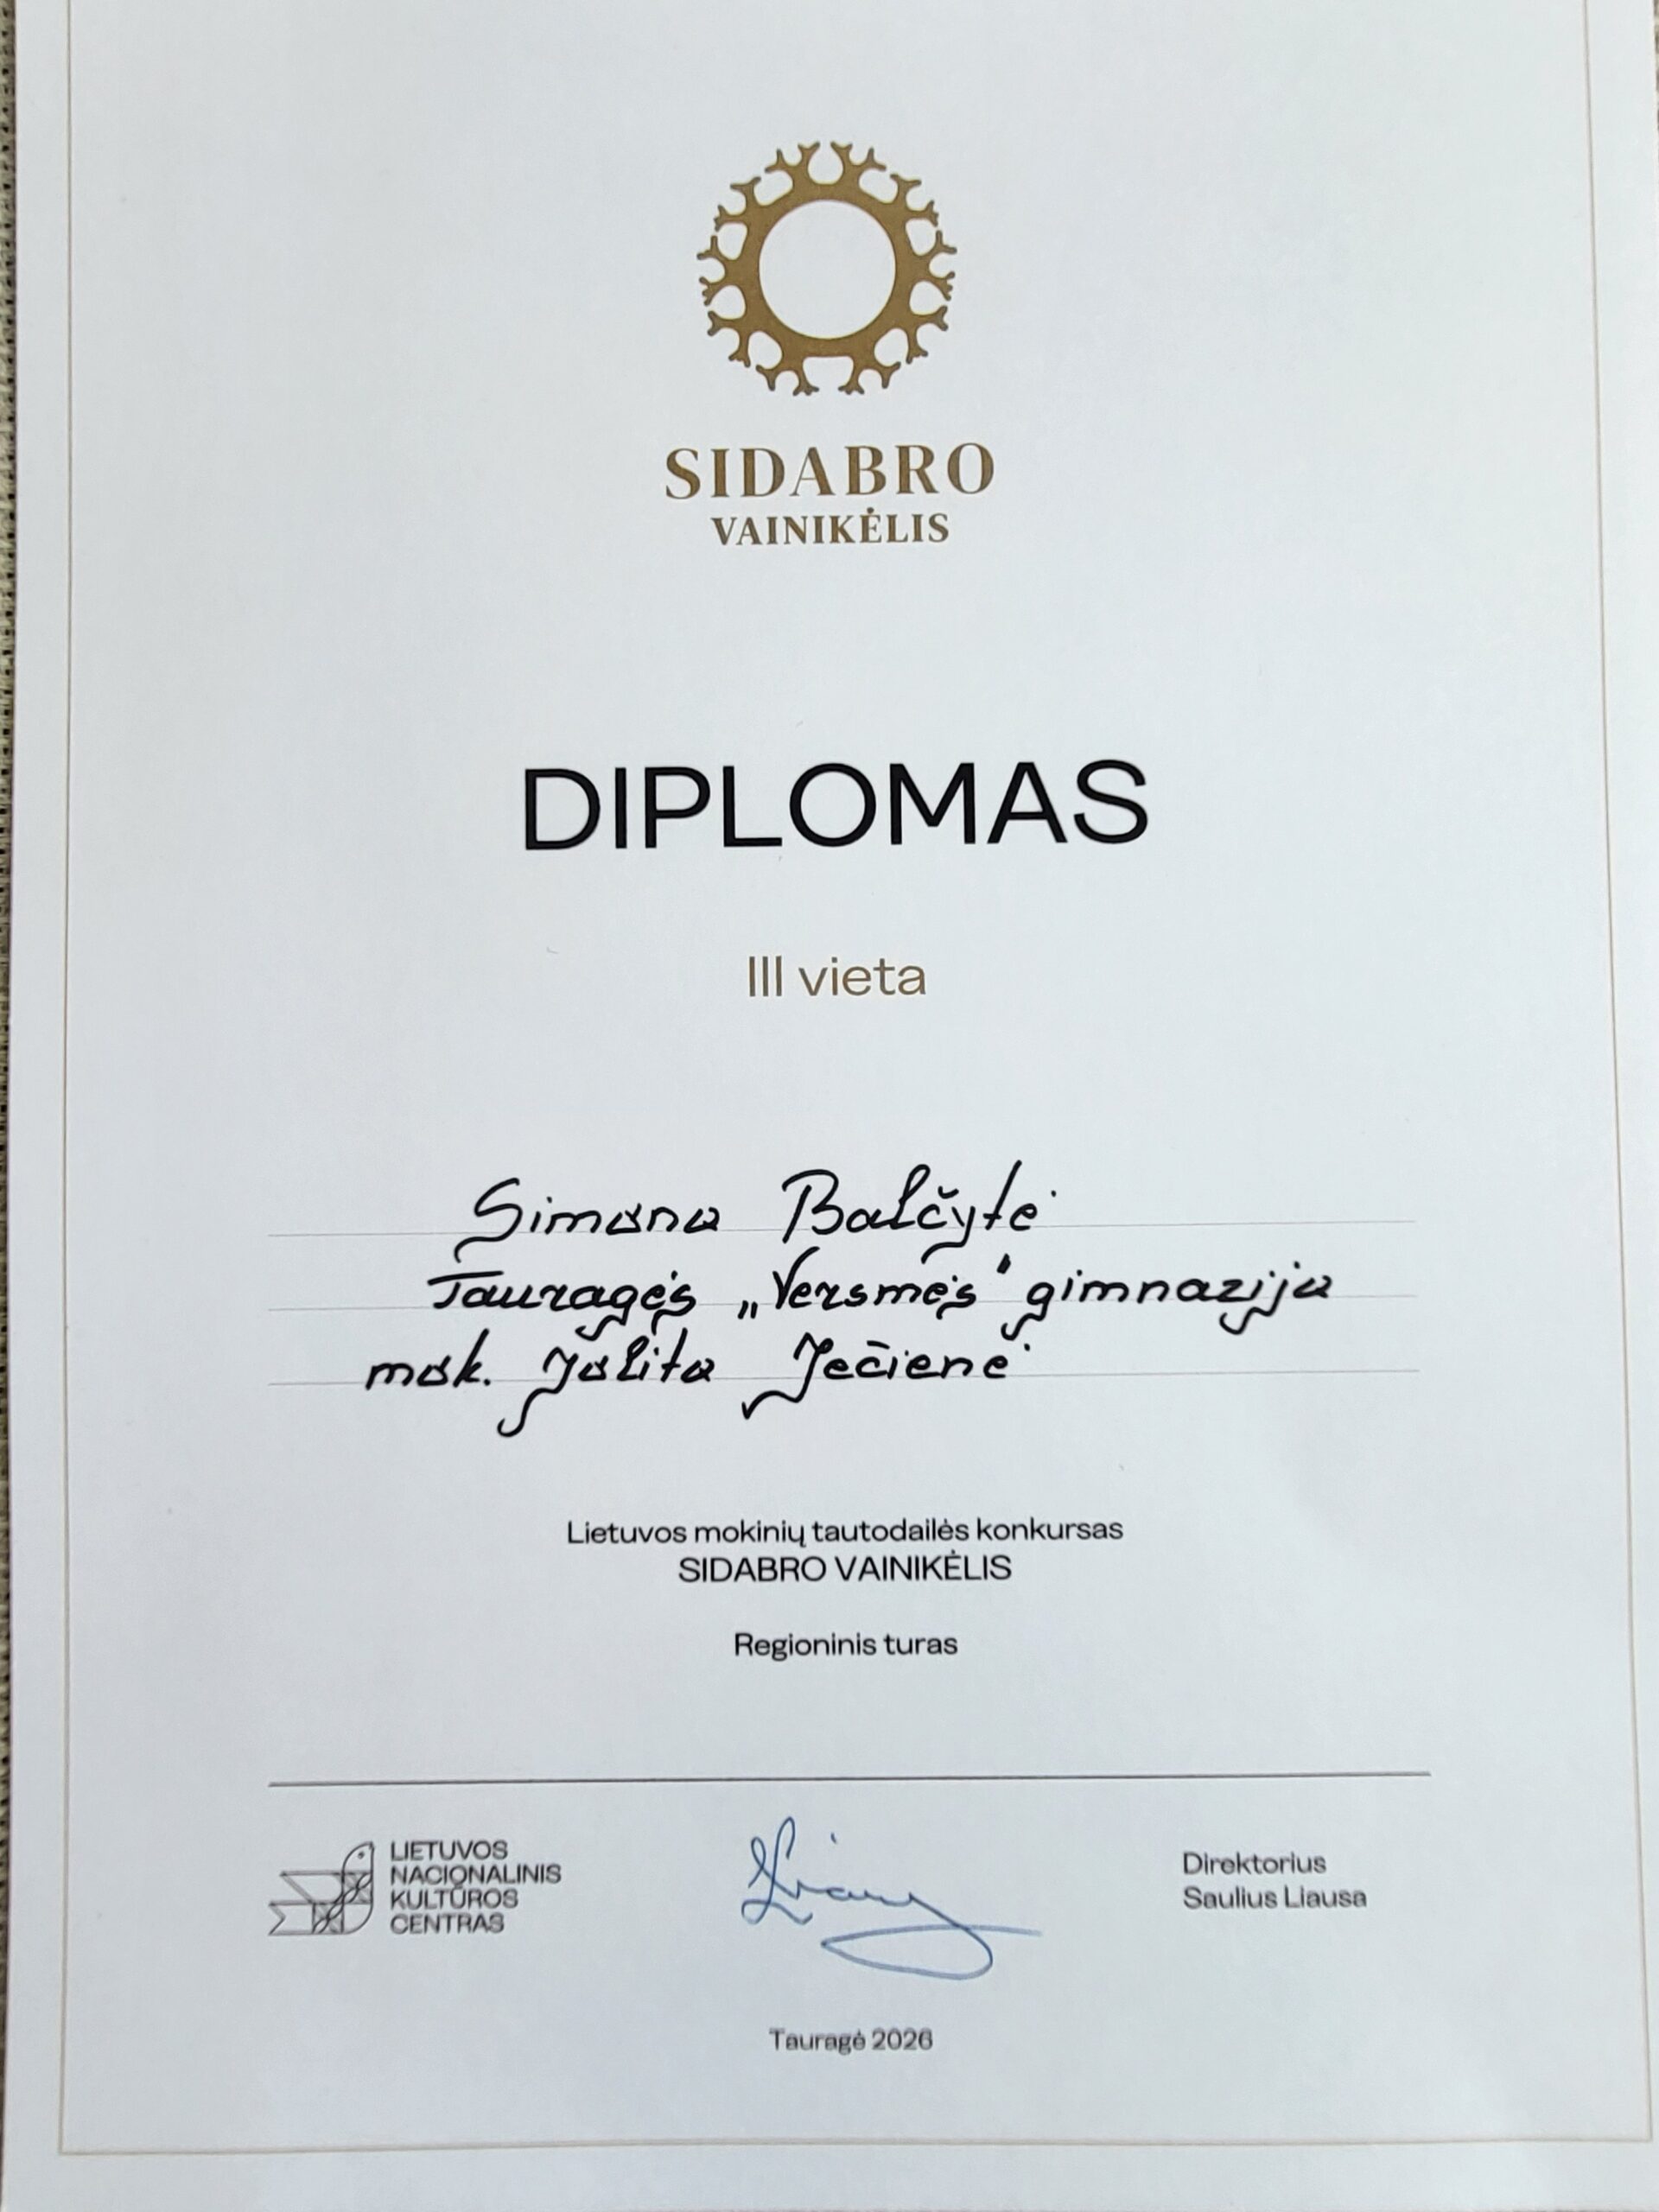 SIDABRO
VAINIKĖLIS
DIPLOMAS
III vieta
Simona Balčytė
Tauragės „Versmės" gimnazija
mok. Jolita Ječienė
Lietuvos mokinių tautodailės konkursas
SIDABRO VAINIKĖLIS
Regioninis turas
LIETUVOS
NACIONALINIS
KULTŪROS
CENTRAS
Direktorius
Saulius Liausa
Tauragė 2026